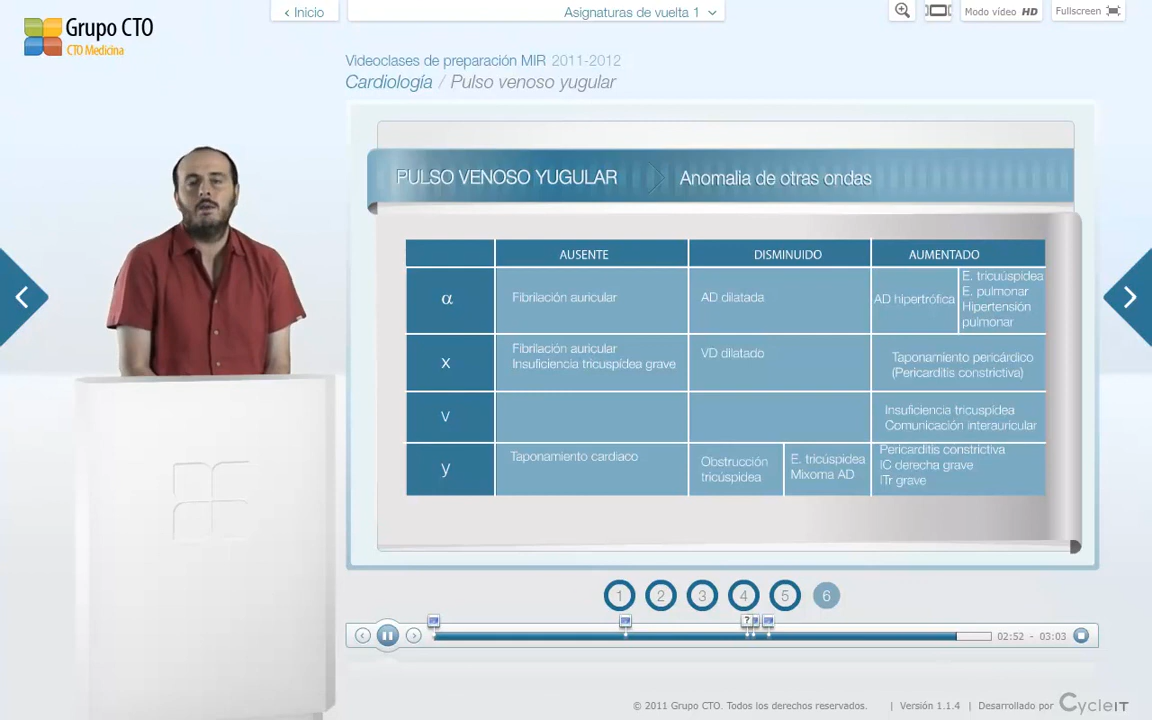 Grupo CTO
CTO Medicina
‹ Inicio
Asignaturas de vuelta 1
Modo vídeo HD
Fullscreen
Videoclases de preparación MIR 2011-2012
Cardiología / Pulso venoso yugular
PULSO VENOSO YUGULAR
Anomalia de otras ondas
AUSENTE
DISMINUIDO
AUMENTADO
α
Fibrilación auricular
AD dilatada
AD hipertrófica
E. tricuúspidea
E. pulmonar
Hipertensión
pulmonar
x
Fibrilación auricular
Insuficiencia tricuspídea grave
VD dilatado
Taponamiento pericárdico
(Pericarditis constrictiva)
v
Insuficiencia tricuspídea
Comunicación interauricular
y
Taponamiento cardiaco
Obstrucción
tricúspidea
E. tricúspidea
Mixoma AD
Pericarditis constrictiva
IC derecha grave
ITr grave
1 2 3 4 5 6
?
02:52 - 03:03
© 2011 Grupo CTO. Todos los derechos reservados. | Versión 1.1.4 | Desarrollado por CycleIT